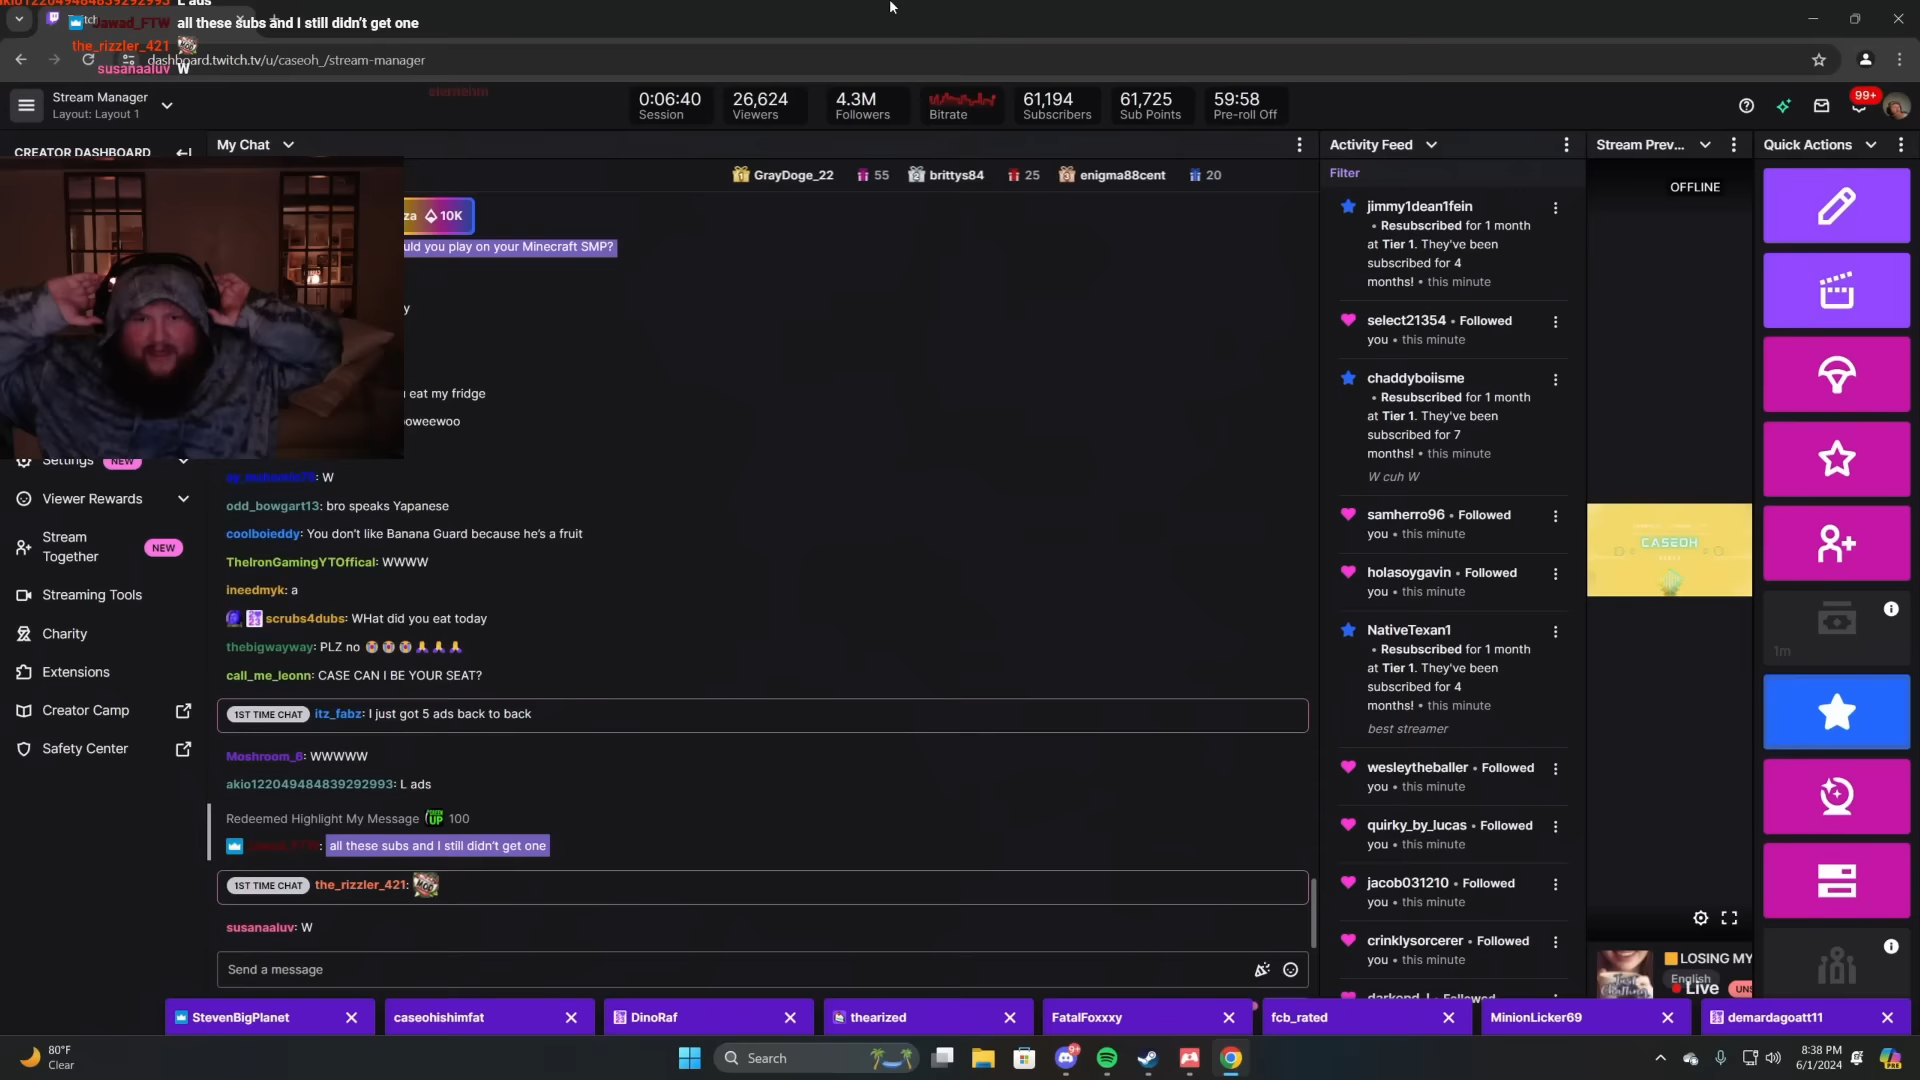 L ads
all these subs and I still didn't get one
the_rizzler_421
susanaaluv W
dashboard.twitch.tv/u/caseoh_/stream-manager
Stream Manager
Layout: Layout 1
0:06:40
Session
26,624
Viewers
4.3M
Followers
Bitrate
61,194
Subscribers
61,725
Sub Points
59:58
Pre-roll Off
99+
CREATOR DASHBOARD
Settings NEW
Viewer Rewards
Stream
Together
NEW
Streaming Tools
Charity
Extensions
Creator Camp
Safety Center
My Chat
GrayDoge_22 55 brittys84 25 enigma88cent 20
za 10K
uld you play on your Minecraft SMP?
y
eat my fridge
oweewoo
: W
odd_bowgart13: bro speaks Yapanese
coolboieddy: You don't like Banana Guard because he's a fruit
TheIronGamingYTOffical: WWWW
ineedmyk: a
scrubs4dubs: WHat did you eat today
thebigwayway: PLZ no 😭 😭 😭 🙏 🙏 🙏
call_me_leonn: CASE CAN I BE YOUR SEAT?
1ST TIME CHAT itz_fabz: I just got 5 ads back to back
Moshroom_6: WWWWW
akio122049484839292993: L ads
Redeemed Highlight My Message 100
Jawad_FTW: all these subs and I still didn't get one
1ST TIME CHAT the_rizzler_421:
susanaaluv: W
Send a message
Activity Feed
Filter
jimmy1dean1fein
• Resubscribed for 1 month
at Tier 1. They've been
subscribed for 4
months! • this minute
select21354 • Followed
you • this minute
chaddyboiisme
• Resubscribed for 1 month
at Tier 1. They've been
subscribed for 7
months! • this minute
W cuh W
samherro96 • Followed
you • this minute
holasoygavin • Followed
you • this minute
NativeTexan1
• Resubscribed for 1 month
at Tier 1. They've been
subscribed for 4
months! • this minute
best streamer
wesleytheballer • Followed
you • this minute
quirky_by_lucas • Followed
you • this minute
jacob031210 • Followed
you • this minute
crinklysorcerer • Followed
you • this minute
Followed
Stream Prev...
OFFLINE
CASEOH
LOSING MY
English
Live
Quick Actions
1m
StevenBigPlanet
caseohishimfat
DinoRaf
thearized
FatalFoxxxy
fcb_rated
MinionLicker69
demardagoatt11
80°F
Clear
Search
9+
8:38 PM
6/1/2024